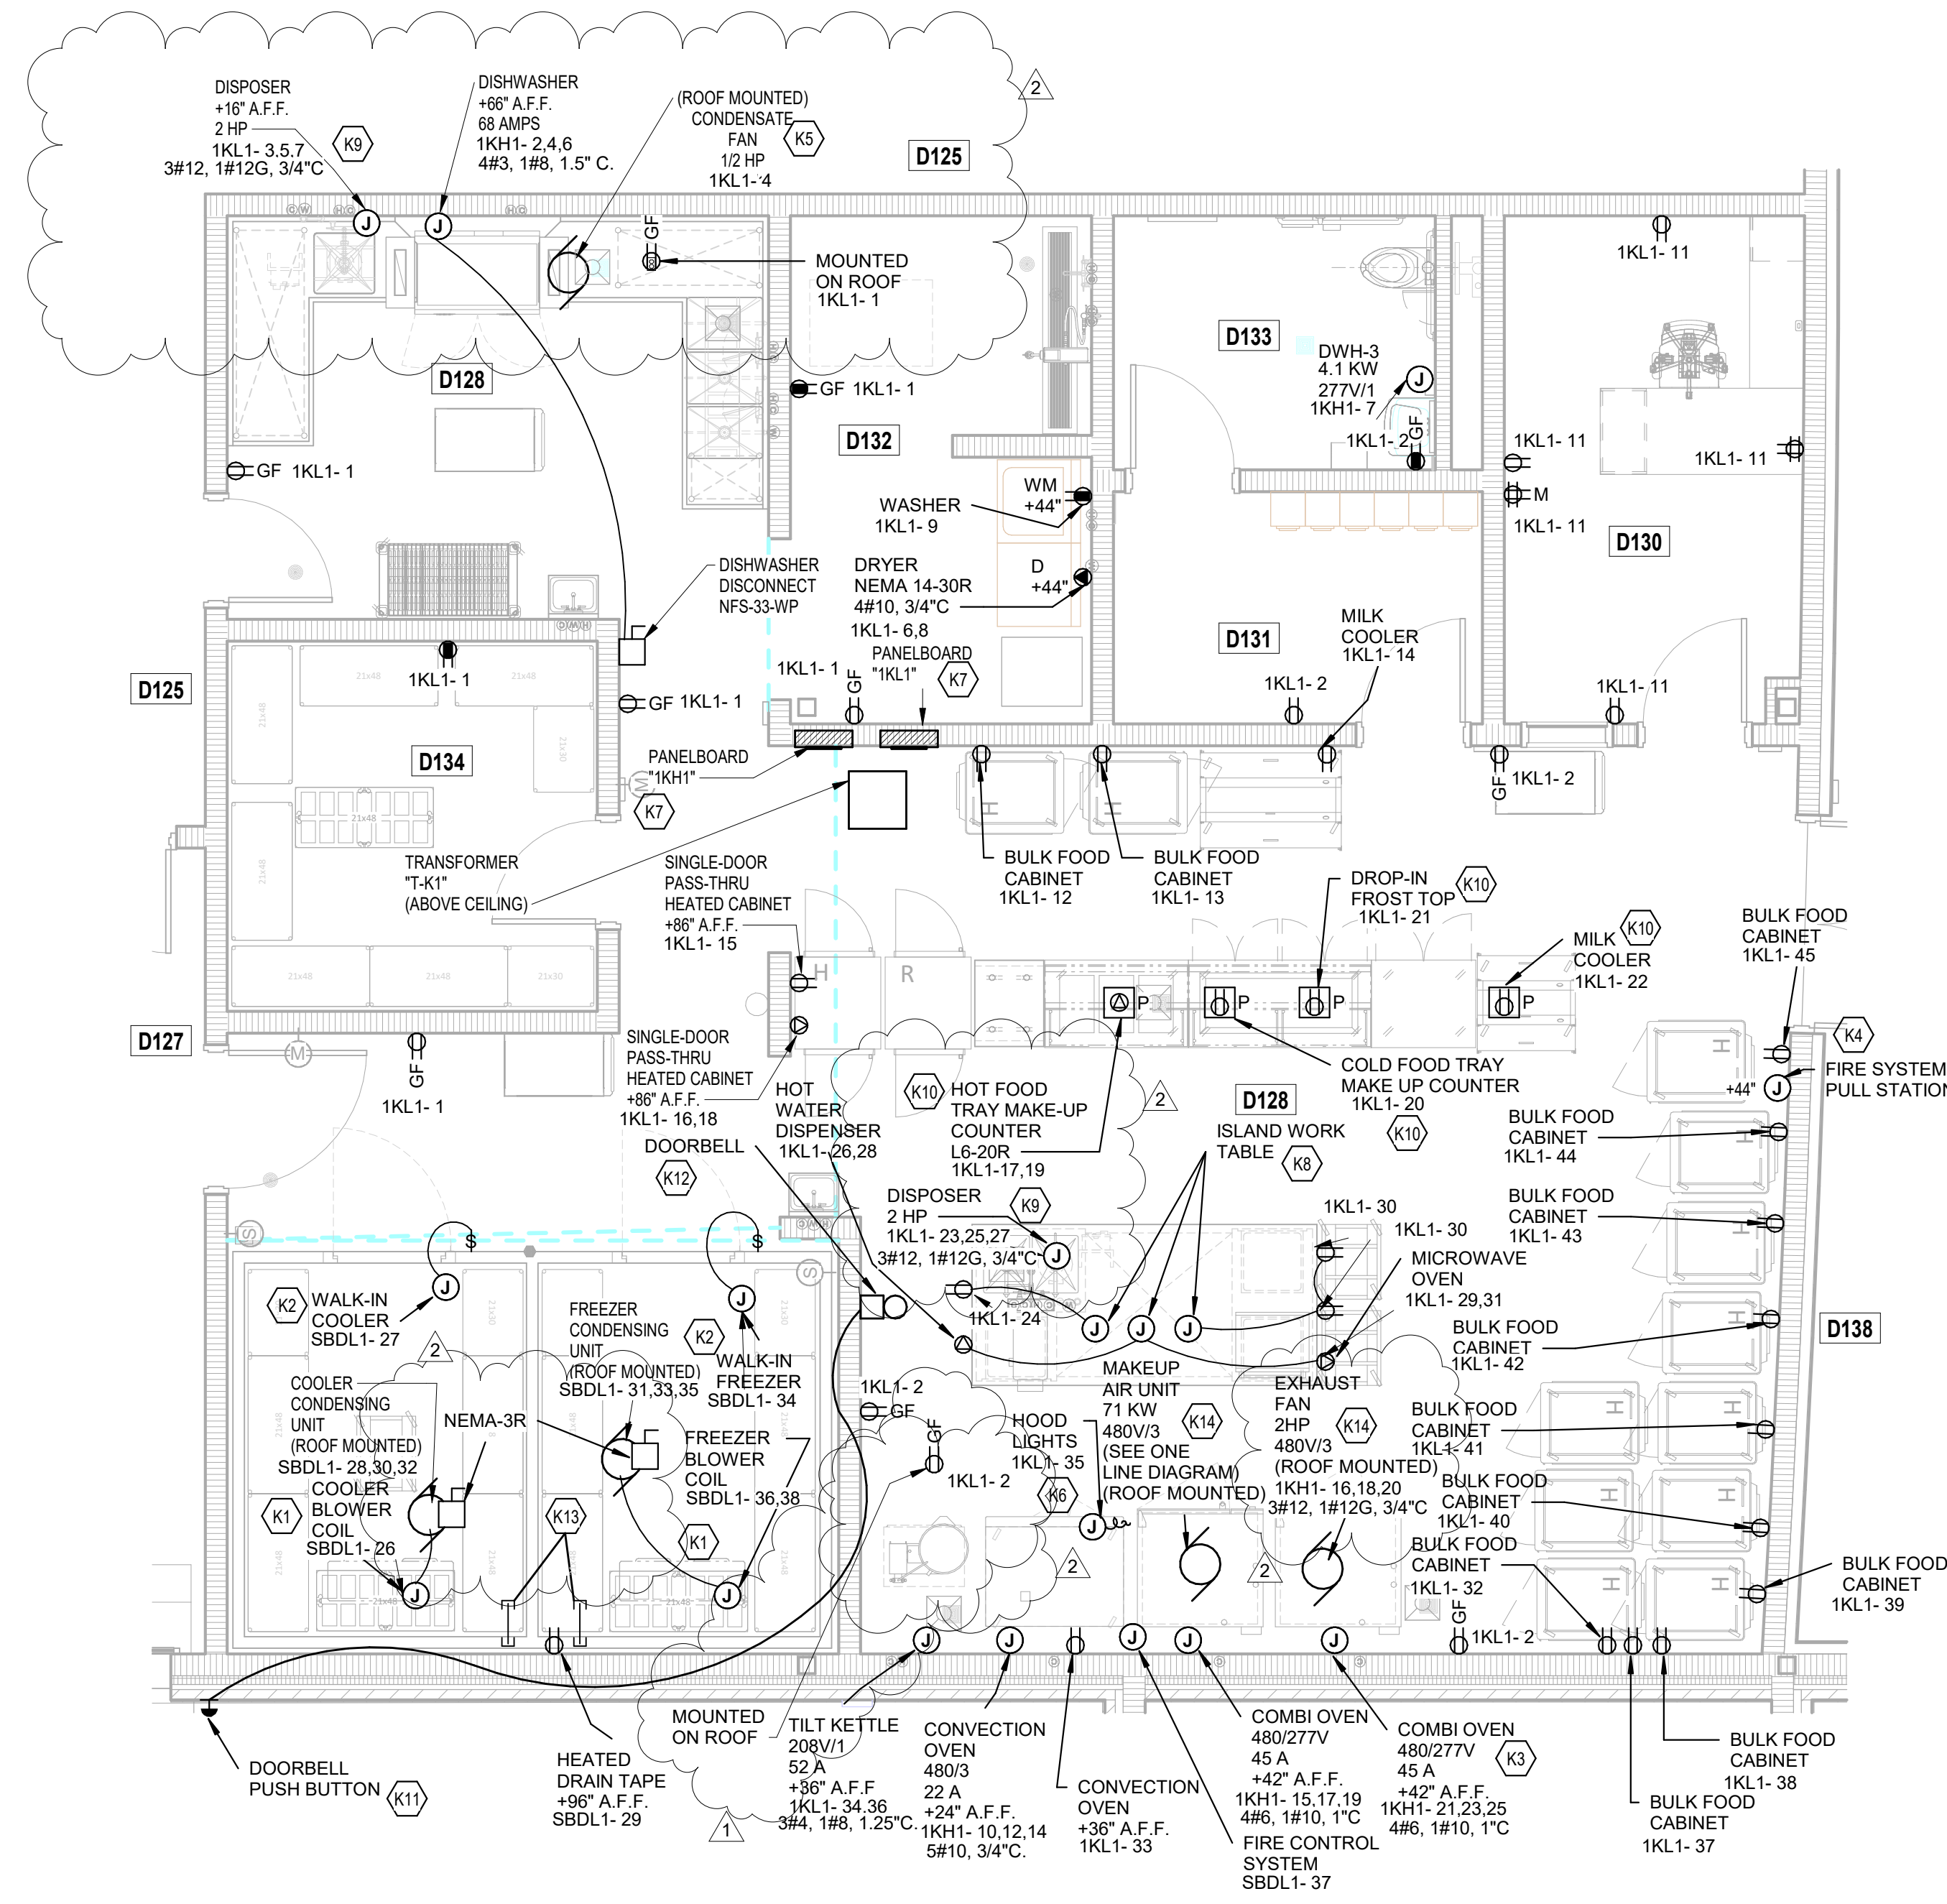 DISPOSER
+16" A.F.F.
2 HP
1KL1- 3.5.7
3#12, 1#12G, 3/4"C
K9
DISHWASHER
+66" A.F.F.
68 AMPS
1KH1- 2,4,6
4#3, 1#8, 1.5" C.
(ROOF MOUNTED)
CONDENSATE
FAN
1/2 HP
1KL1- 4
K5
2
D125
J
J
GF
MOUNTED
ON ROOF
1KL1- 1
D128
GF 1KL1- 1
GF 1KL1- 1
D132
D133
DWH-3
4.1 KW
277V/1
1KH1- 7
J
1KL1- 2
GF
1KL1- 11
1KL1- 11
1KL1- 11
M
1KL1- 11
D130
WM
+44"
WASHER
1KL1- 9
D
+44"
DRYER
NEMA 14-30R
4#10, 3/4"C
1KL1- 6,8
DISHWASHER
DISCONNECT
NFS-33-WP
PANELBOARD
"1KL1"
K7
1KL1- 1
GF
D131
MILK
COOLER
1KL1- 14
1KL1- 2
1KL1- 11
D125
1KL1- 1
21x48
21x48
21x48
21x30
GF 1KL1- 1
D134
PANELBOARD
"1KH1"
K7
M
21x48
21x48
TRANSFORMER
"T-K1"
(ABOVE CEILING)
21x48
21x48
21x30
SINGLE-DOOR
PASS-THRU
HEATED CABINET
+86" A.F.F.
1KL1- 15
H
H
GF
1KL1- 2
BULK FOOD
CABINET
1KL1- 12
BULK FOOD
CABINET
1KL1- 13
DROP-IN
FROST TOP
1KL1- 21
K10
MILK
COOLER
1KL1- 22
K10
BULK FOOD
CABINET
1KL1- 45
H
R
P
P
P
P
D127
M
GF
1KL1- 1
SINGLE-DOOR
PASS-THRU
HEATED CABINET
+86" A.F.F.
1KL1- 16,18
HOT
WATER
DISPENSER
1KL1- 26,28
K10
HOT FOOD
TRAY MAKE-UP
COUNTER
L6-20R
1KL1-17,19
2
D128
COLD FOOD TRAY
MAKE UP COUNTER
1KL1- 20
K10
H
K4
+44"
J
FIRE SYSTEM
PULL STATION
DOORBELL
K12
ISLAND WORK
TABLE
K8
BULK FOOD
CABINET
1KL1- 44
H
BULK FOOD
CABINET
1KL1- 43
H
DISPOSER
2 HP
1KL1- 23,25,27
3#12, 1#12G, 3/4"C
K9
J
1KL1- 30
1KL1- 30
MICROWAVE
OVEN
1KL1- 29,31
S
$
$
S
K2
WALK-IN
COOLER
SBDL1- 27
J
2
FREEZER
CONDENSING
UNIT
(ROOF MOUNTED)
SBDL1- 31,33,35
K2
J
WALK-IN
FREEZER
SBDL1- 34
21x30
21x30
1KL1- 24
J
J
J
BULK FOOD
CABINET
1KL1- 42
H
D138
COOLER
CONDENSING
UNIT
(ROOF MOUNTED)
SBDL1- 28,30,32
COOLER
BLOWER
COIL
SBDL1- 26
K1
NEMA-3R
FREEZER
BLOWER
COIL
SBDL1- 36,38
K1
K13
J
J
21x48
21x48
21x48
21x48
1KL1- 2
GF
GF
1KL1- 2
HOOD
LIGHTS
1KL1- 35
K6
J
MAKEUP
AIR UNIT
71 KW
480V/3
(SEE ONE
LINE DIAGRAM)
(ROOF MOUNTED)
K14
EXHAUST
FAN
2HP
480V/3
(ROOF MOUNTED)
1KH1- 16,18,20
3#12, 1#12G, 3/4"C
K14
2
2
BULK FOOD
CABINET
1KL1- 41
H
H
BULK FOOD
CABINET
1KL1- 40
H
H
BULK FOOD
CABINET
1KL1- 32
H
H
BULK FOOD
CABINET
1KL1- 39
GF
1KL1- 2
J
J
J
J
J
DOORBELL
PUSH BUTTON
K11
HEATED
DRAIN TAPE
+96" A.F.F.
SBDL1- 29
MOUNTED
ON ROOF
1
TILT KETTLE
208V/1
52 A
+36" A.F.F
1KL1- 34.36
3#4, 1#8, 1.25"C.
CONVECTION
OVEN
480/3
22 A
+24" A.F.F.
1KH1- 10,12,14
5#10, 3/4"C.
CONVECTION
OVEN
+36" A.F.F.
1KL1- 33
COMBI OVEN
480/277V
45 A
+42" A.F.F.
1KH1- 15,17,19
4#6, 1#10, 1"C
FIRE CONTROL
SYSTEM
SBDL1- 37
COMBI OVEN
480/277V
45 A
+42" A.F.F.
1KH1- 21,23,25
4#6, 1#10, 1"C
K3
BULK FOOD
CABINET
1KL1- 38
BULK FOOD
CABINET
1KL1- 37